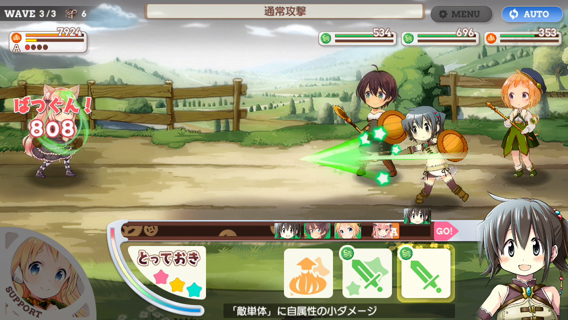 WAVE 3/3 6
通常攻撃
MENU
AUTO
7926
A
534
696
353
ばつぐん!
808
A
GO!
とっておき
SUPPORT
「敵単体」に自属性の小ダメージ